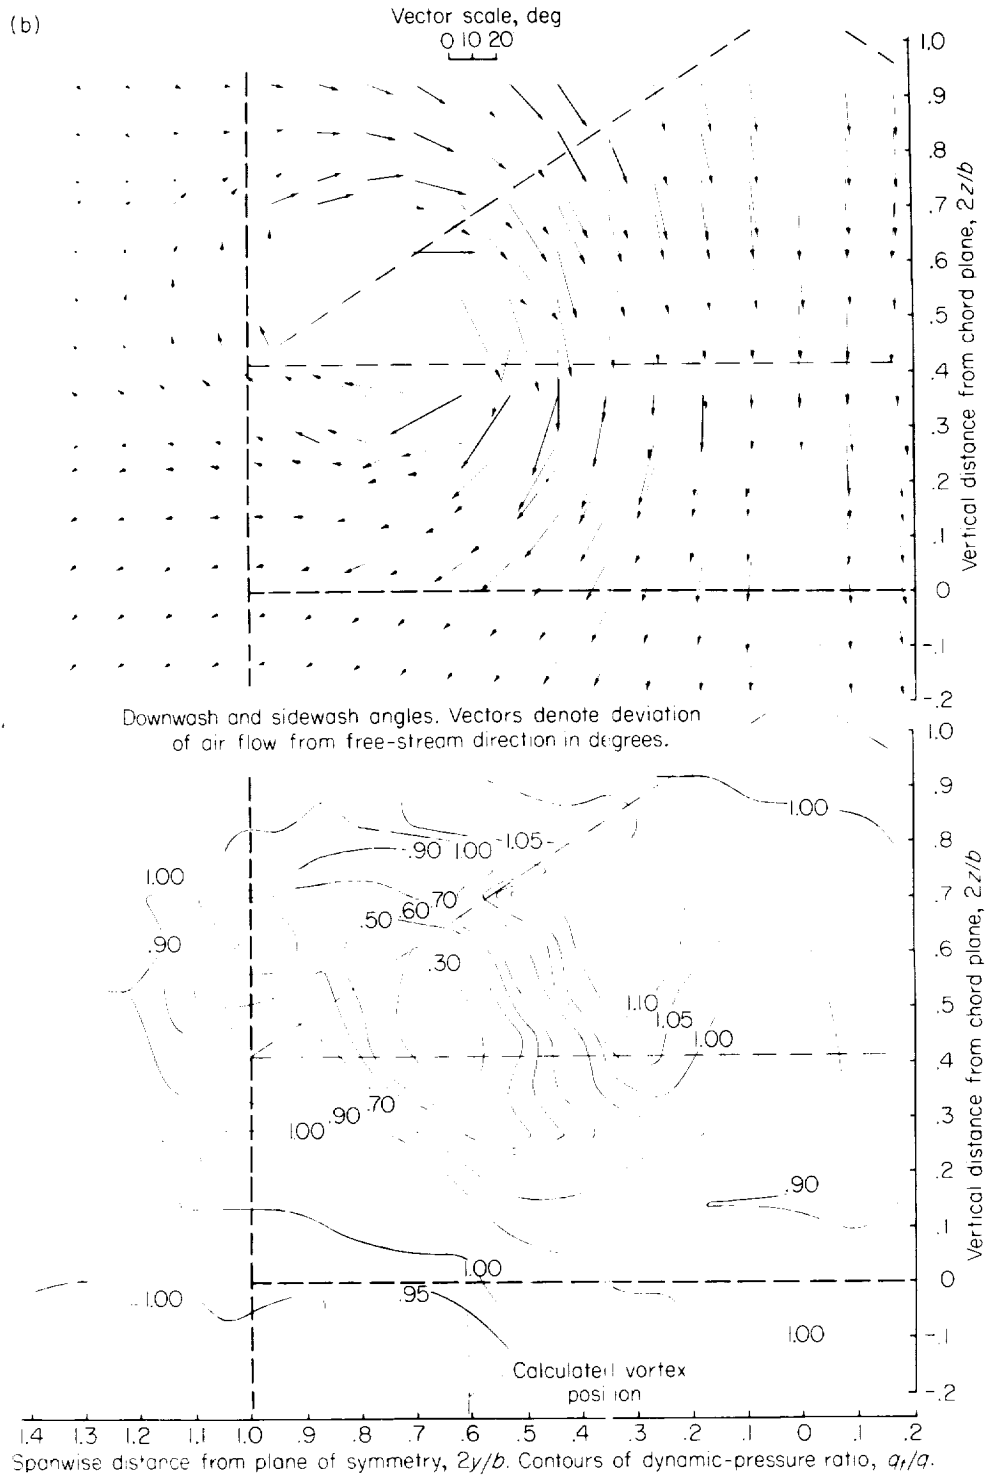 (b)
Vector scale, deg
0 10 20
1.0
.9
.8
.7
.6
.5
.4
.3
.2
.1
0
-.1
-.2
Vertical distance from chord plane, 2z/b
Downwash and sidewash angles. Vectors denote deviation
of air flow from free-stream direction in degrees.
1.0
.9
.8
.7
.6
.5
.4
.3
.2
.1
0
-.1
-.2
Vertical distance from chord plane, 2z/b
1.00
.90 1.00 1.05
1.00
.50 .60 .70
.90
.30
1.10
1.05
1.00
1.00 .90 .70
.90
1.00
1.00
.95
1.00
Calculated vortex
position
1.4 1.3 1.2 1.1 1.0 .9 .8 .7 .6 .5 .4 .3 .2 .1 0 .1 .2
Spanwise distance from plane of symmetry, 2y/b. Contours of dynamic-pressure ratio, qt/q.